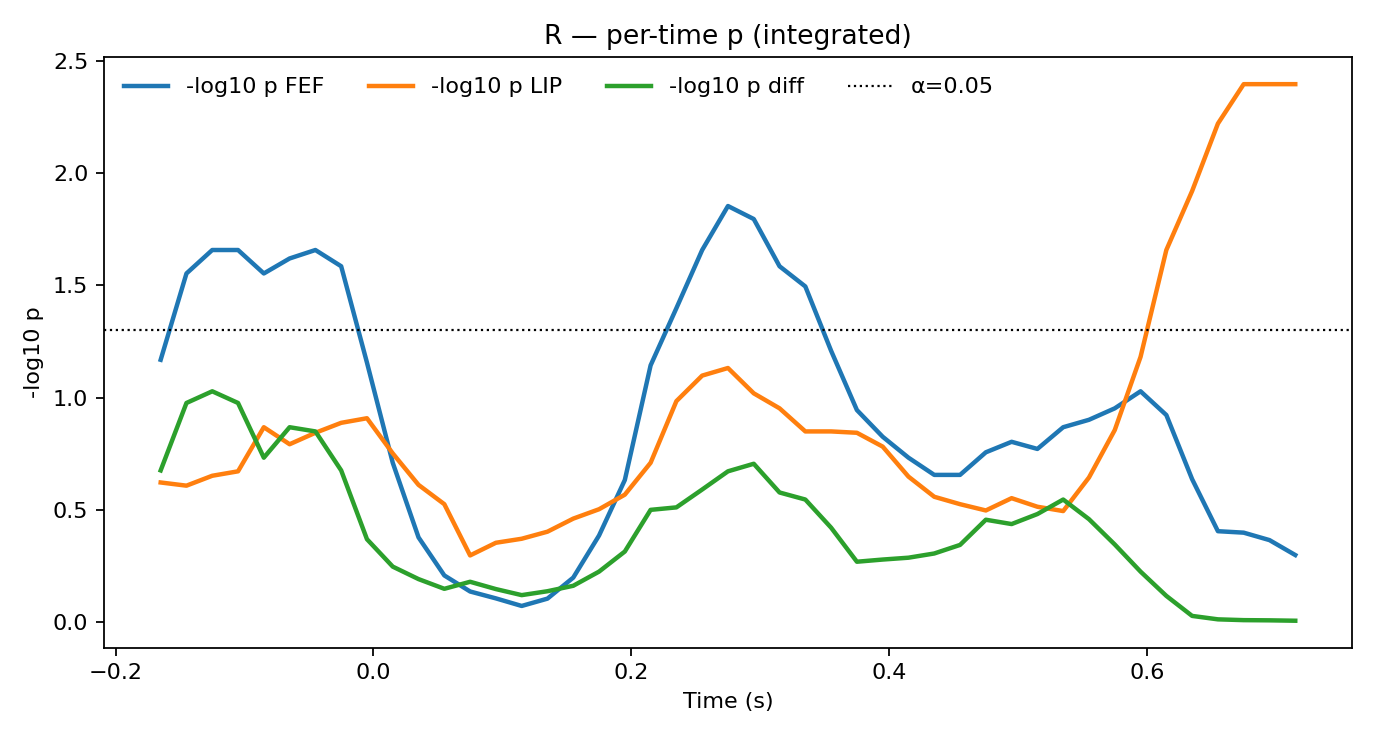 R — per-time p (integrated)
-log10 p FEF
-log10 p LIP
-log10 p diff
α=0.05
-log10 p
2.5
2.0
1.5
1.0
0.5
0.0
−0.2
0.0
0.2
0.4
0.6
Time (s)